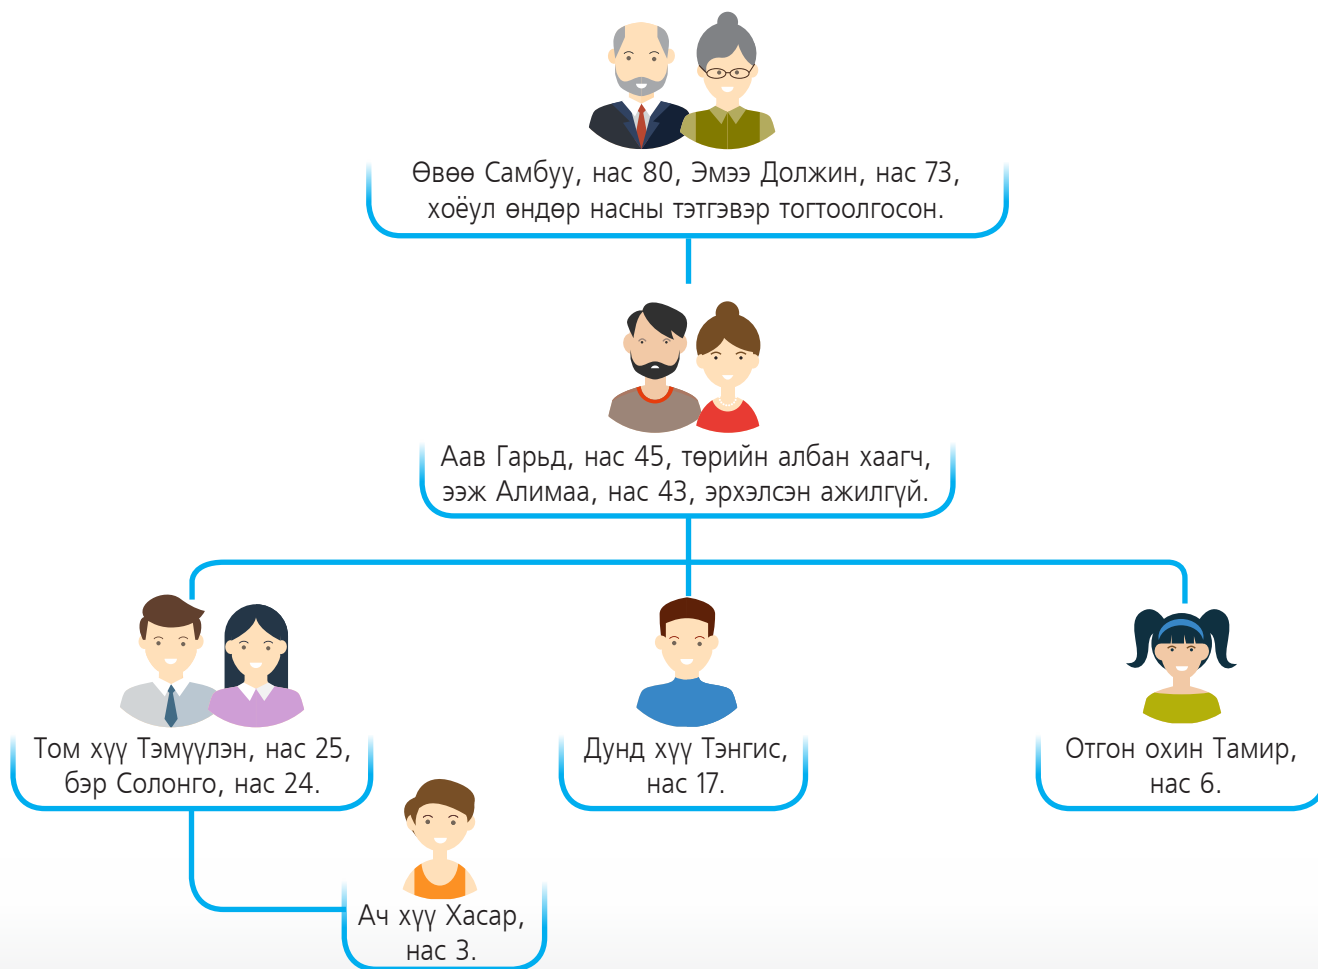 Өвөө Самбуу, нас 80, Эмээ Должин, нас 73,
хоёул өндөр насны тэтгэвэр тогтоолгосон.
Аав Гарьд, нас 45, төрийн албан хаагч,
ээж Алимаа, нас 43, эрхэлсэн ажилгүй.
Том хүү Тэмүүлэн, нас 25,
бэр Солонго, нас 24.
Дунд хүү Тэнгис,
нас 17.
Отгон охин Тамир,
нас 6.
Ач хүү Хасар,
нас 3.